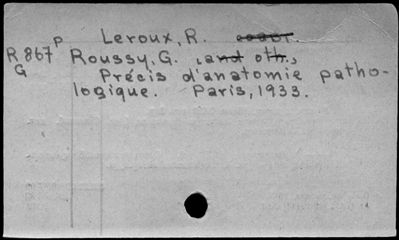 P Leroux, R.
R 867 Roussy, G. , and oth.,
G Précis d'anatomie patho-
logique. Paris, 1933.